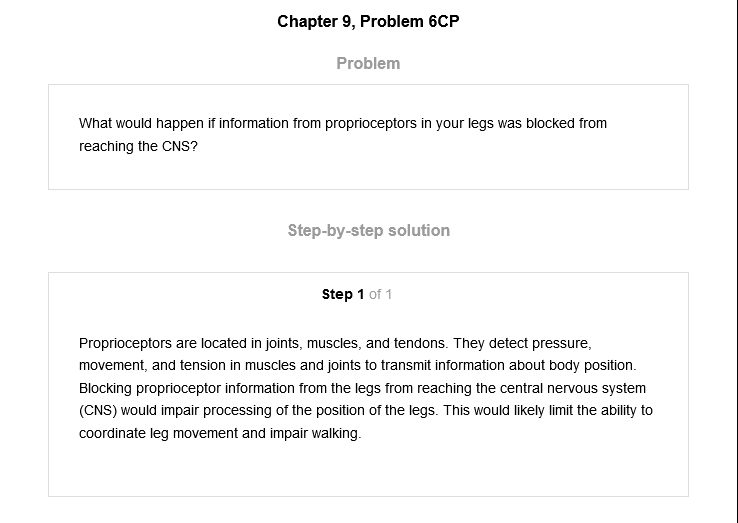 Chapter 9, Problem 6CP
Problem
What would happen if information from proprioceptors in your legs was blocked from
reaching the CNS?
Step-by-step solution
Step 1 of 1
Proprioceptors are located in joints, muscles, and tendons. They detect pressure,
movement, and tension in muscles and joints to transmit information about body position.
Blocking proprioceptor information from the legs from reaching the central nervous system
(CNS) would impair processing of the position of the legs. This would likely limit the ability to
coordinate leg movement and impair walking.